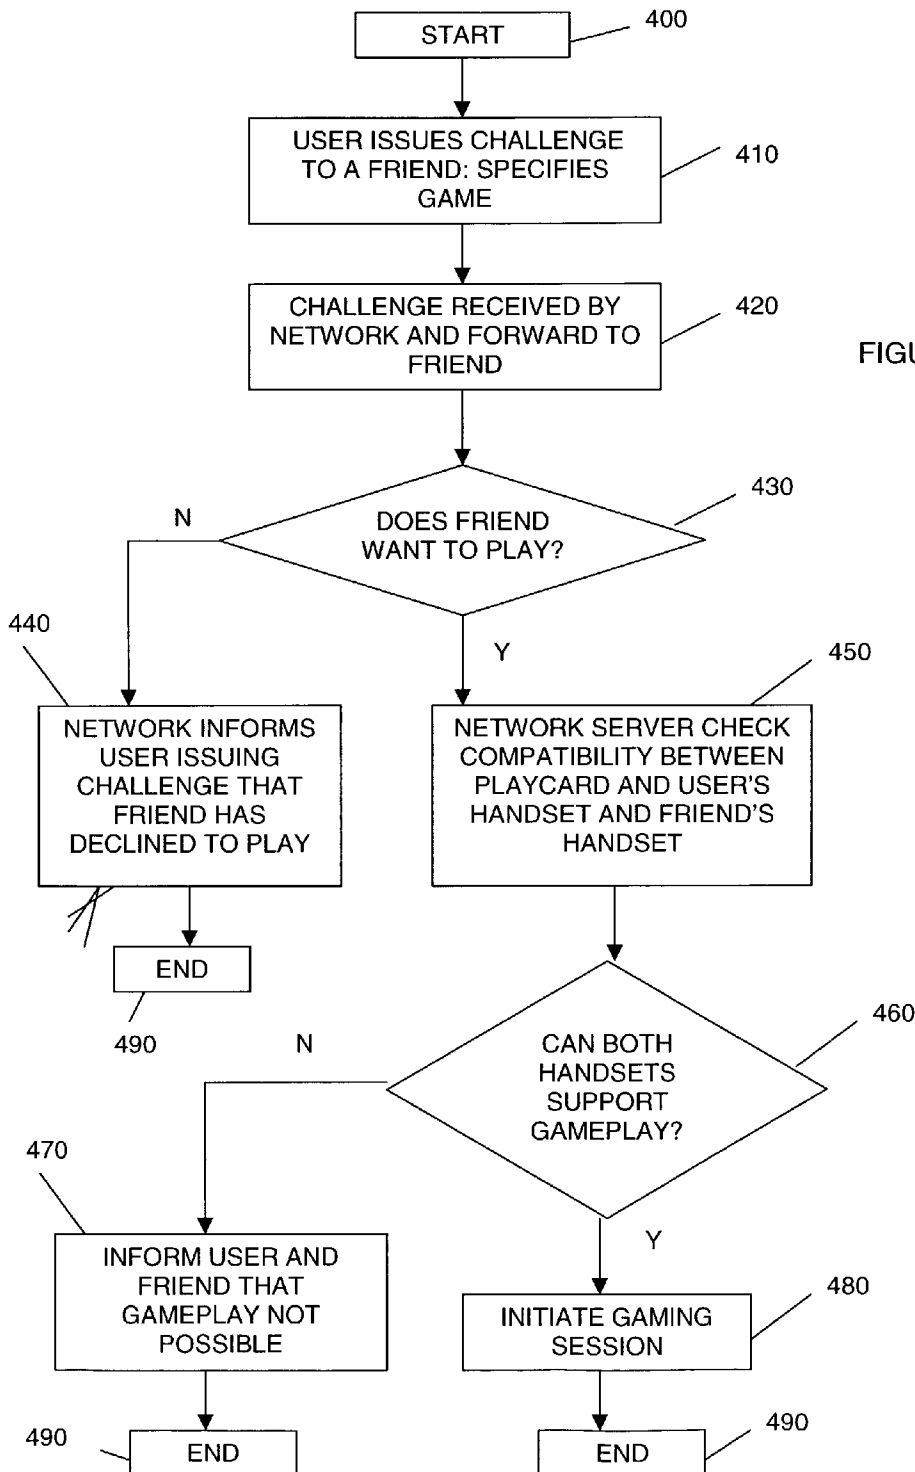 START
400
USER ISSUES CHALLENGE
TO A FRIEND: SPECIFIES
GAME
410
CHALLENGE RECEIVED BY
NETWORK AND FORWARD TO
FRIEND
420
FIGU
DOES FRIEND
WANT TO PLAY?
430
N
Y
440
NETWORK INFORMS
USER ISSUING
CHALLENGE THAT
FRIEND HAS
DECLINED TO PLAY
450
NETWORK SERVER CHECK
COMPATIBILITY BETWEEN
PLAYCARD AND USER'S
HANDSET AND FRIEND'S
HANDSET
END
490
CAN BOTH
HANDSETS
SUPPORT
GAMEPLAY?
460
N
Y
470
INFORM USER AND
FRIEND THAT
GAMEPLAY NOT
POSSIBLE
480
INITIATE GAMING
SESSION
490
END
490
END